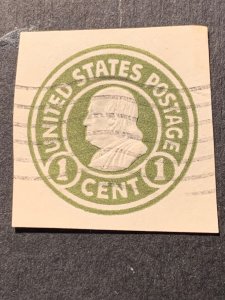 UNITED STATES POSTAGE
1 CENT 1